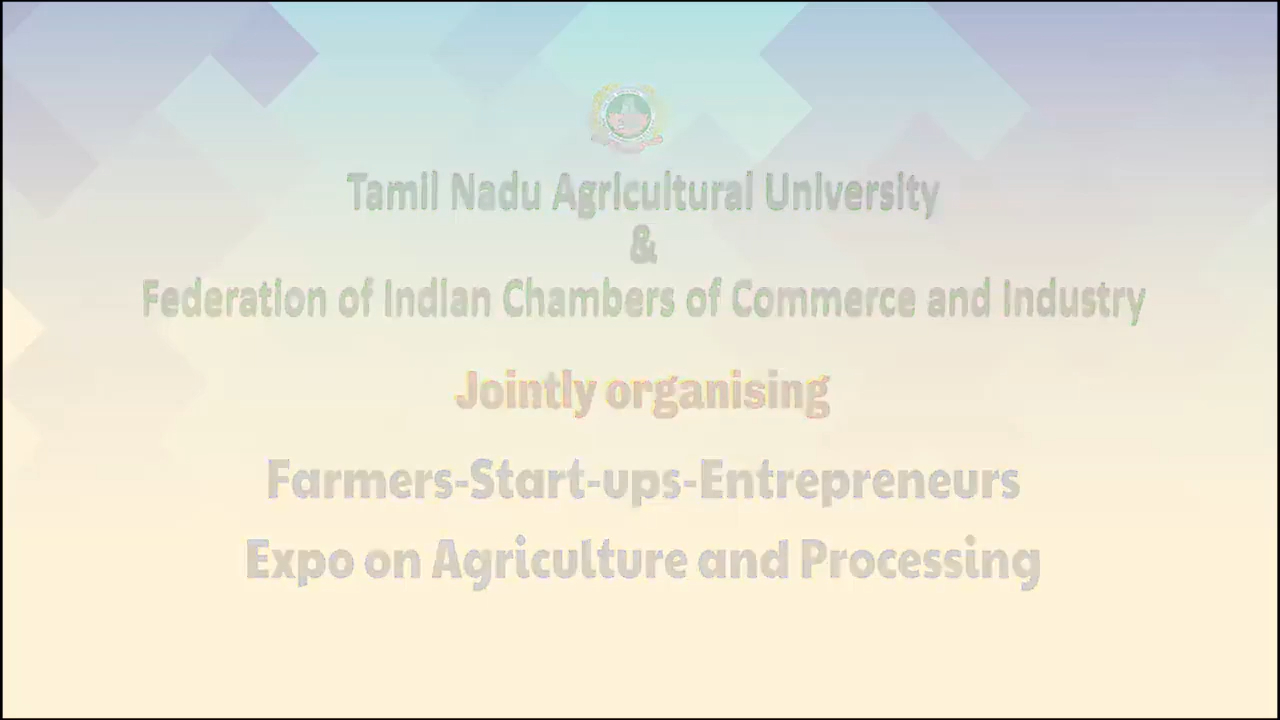 Tamil Nadu Agricultural University
&
Federation of Indian Chambers of Commerce and Industry
Jointly organising
Farmers-Start-ups-Entrepreneurs
Expo on Agriculture and Processing